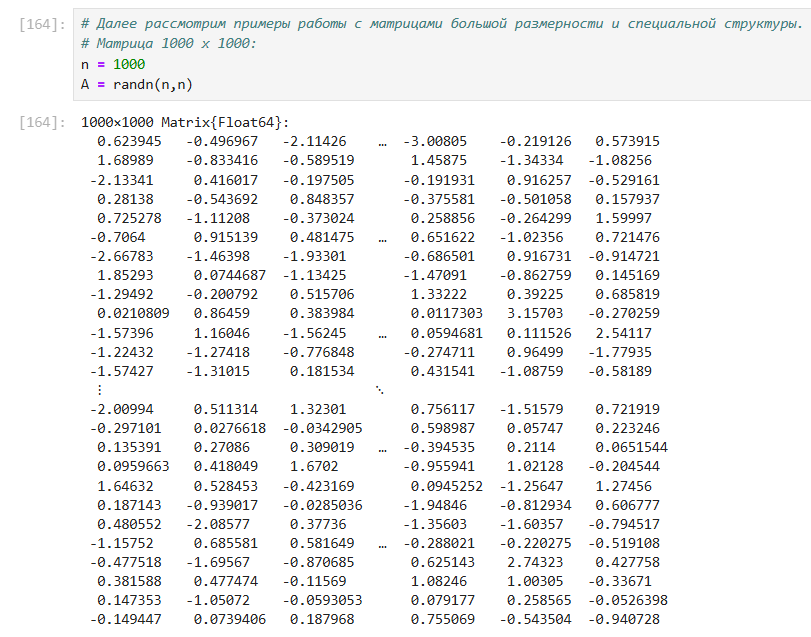 [164]: # Далее рассмотрим примеры работы с матрицами большой размерности и специальной структуры.
# Матрица 1000 х 1000:
n = 1000
A = randn(n,n)
[164]: 1000×1000 Matrix{Float64}:
0.623945 -0.496967 -2.11426 … -3.00805 -0.219126 0.573915
1.68989 -0.833416 -0.589519 1.45875 -1.34334 -1.08256
-2.13341 0.416017 -0.197505 -0.191931 0.916257 -0.529161
0.28138 -0.543692 0.848357 -0.375581 -0.501058 0.157937
0.725278 -1.11208 -0.373024 0.258856 -0.264299 1.59997
-0.7064 0.915139 0.481475 … 0.651622 -1.02356 0.721476
-2.66783 -1.46398 -1.93301 -0.686501 0.916731 -0.914721
1.85293 0.0744687 -1.13425 -1.47091 -0.862759 0.145169
-1.29492 -0.200792 0.515706 1.33222 0.39225 0.685819
0.0210809 0.86459 0.383984 0.0117303 3.15703 -0.270259
-1.57396 1.16046 -1.56245 … 0.0594681 0.111526 2.54117
-1.22432 -1.27418 -0.776848 -0.274711 0.96499 -1.77935
-1.57427 -1.31015 0.181534 0.431541 -1.08759 -0.58189
⋮ ⋱
-2.00994 0.511314 1.32301 0.756117 -1.51579 0.721919
-0.297101 0.0276618 -0.0342905 0.598987 0.05747 0.223246
0.135391 0.27086 0.309019 … -0.394535 0.2114 0.0651544
0.0959663 0.418049 1.6702 -0.955941 1.02128 -0.204544
1.64632 0.528453 -0.423169 0.0945252 -1.25647 1.27456
0.187143 -0.939017 -0.0285036 -1.94846 -0.812934 0.606777
0.480552 -2.08577 0.37736 -1.35603 -1.60357 -0.794517
-1.15752 0.685581 0.581649 … -0.288021 -0.220275 -0.519108
-0.477518 -1.69567 -0.870685 0.625143 2.74323 0.427758
0.381588 0.477474 -0.11569 1.08246 1.00305 -0.33671
0.147353 -1.05072 -0.0593053 0.079177 0.258565 -0.0526398
-0.149447 0.0739406 0.187968 0.755069 -0.543504 -0.940728